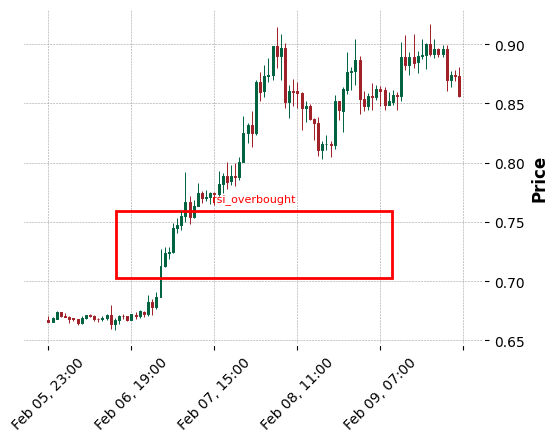 0.90
0.85
0.80
rsi_overbought
0.75
0.70
0.65
Price
Feb 05, 23:00
Feb 06, 19:00
Feb 07, 15:00
Feb 08, 11:00
Feb 09, 07:00